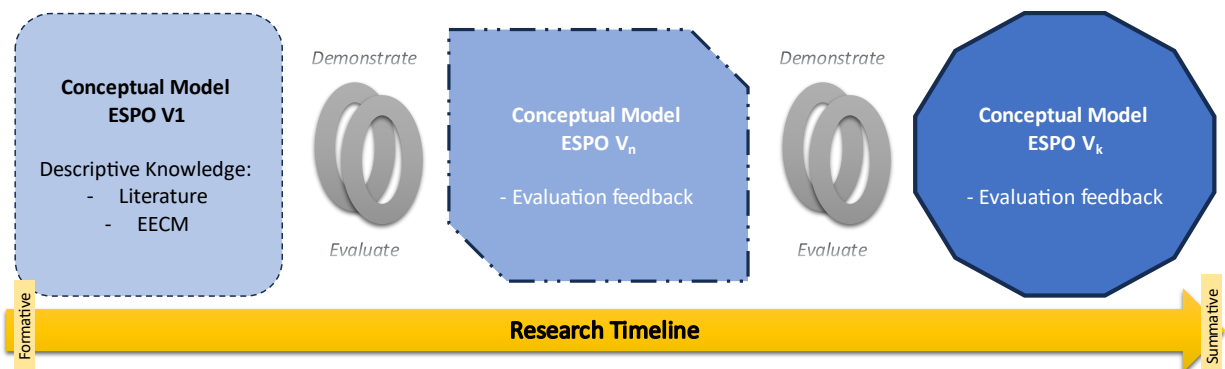 Conceptual Model
ESPO V1
Descriptive Knowledge:
- Literature
- EECM
Demonstrate
Evaluate
Conceptual Model
ESPO Vn
- Evaluation feedback
Demonstrate
Evaluate
Conceptual Model
ESPO Vk
- Evaluation feedback
Formative
Research Timeline
Summative